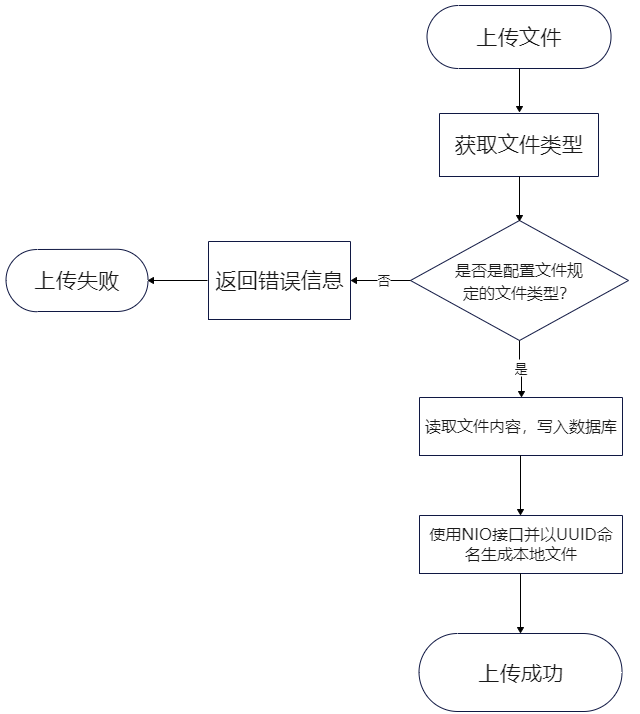 上传文件
获取文件类型
是否是配置文件规
定的文件类型？
否
返回错误信息
上传失败
是
读取文件内容，写入数据库
使用NIO接口并以UUID命
名生成本地文件
上传成功